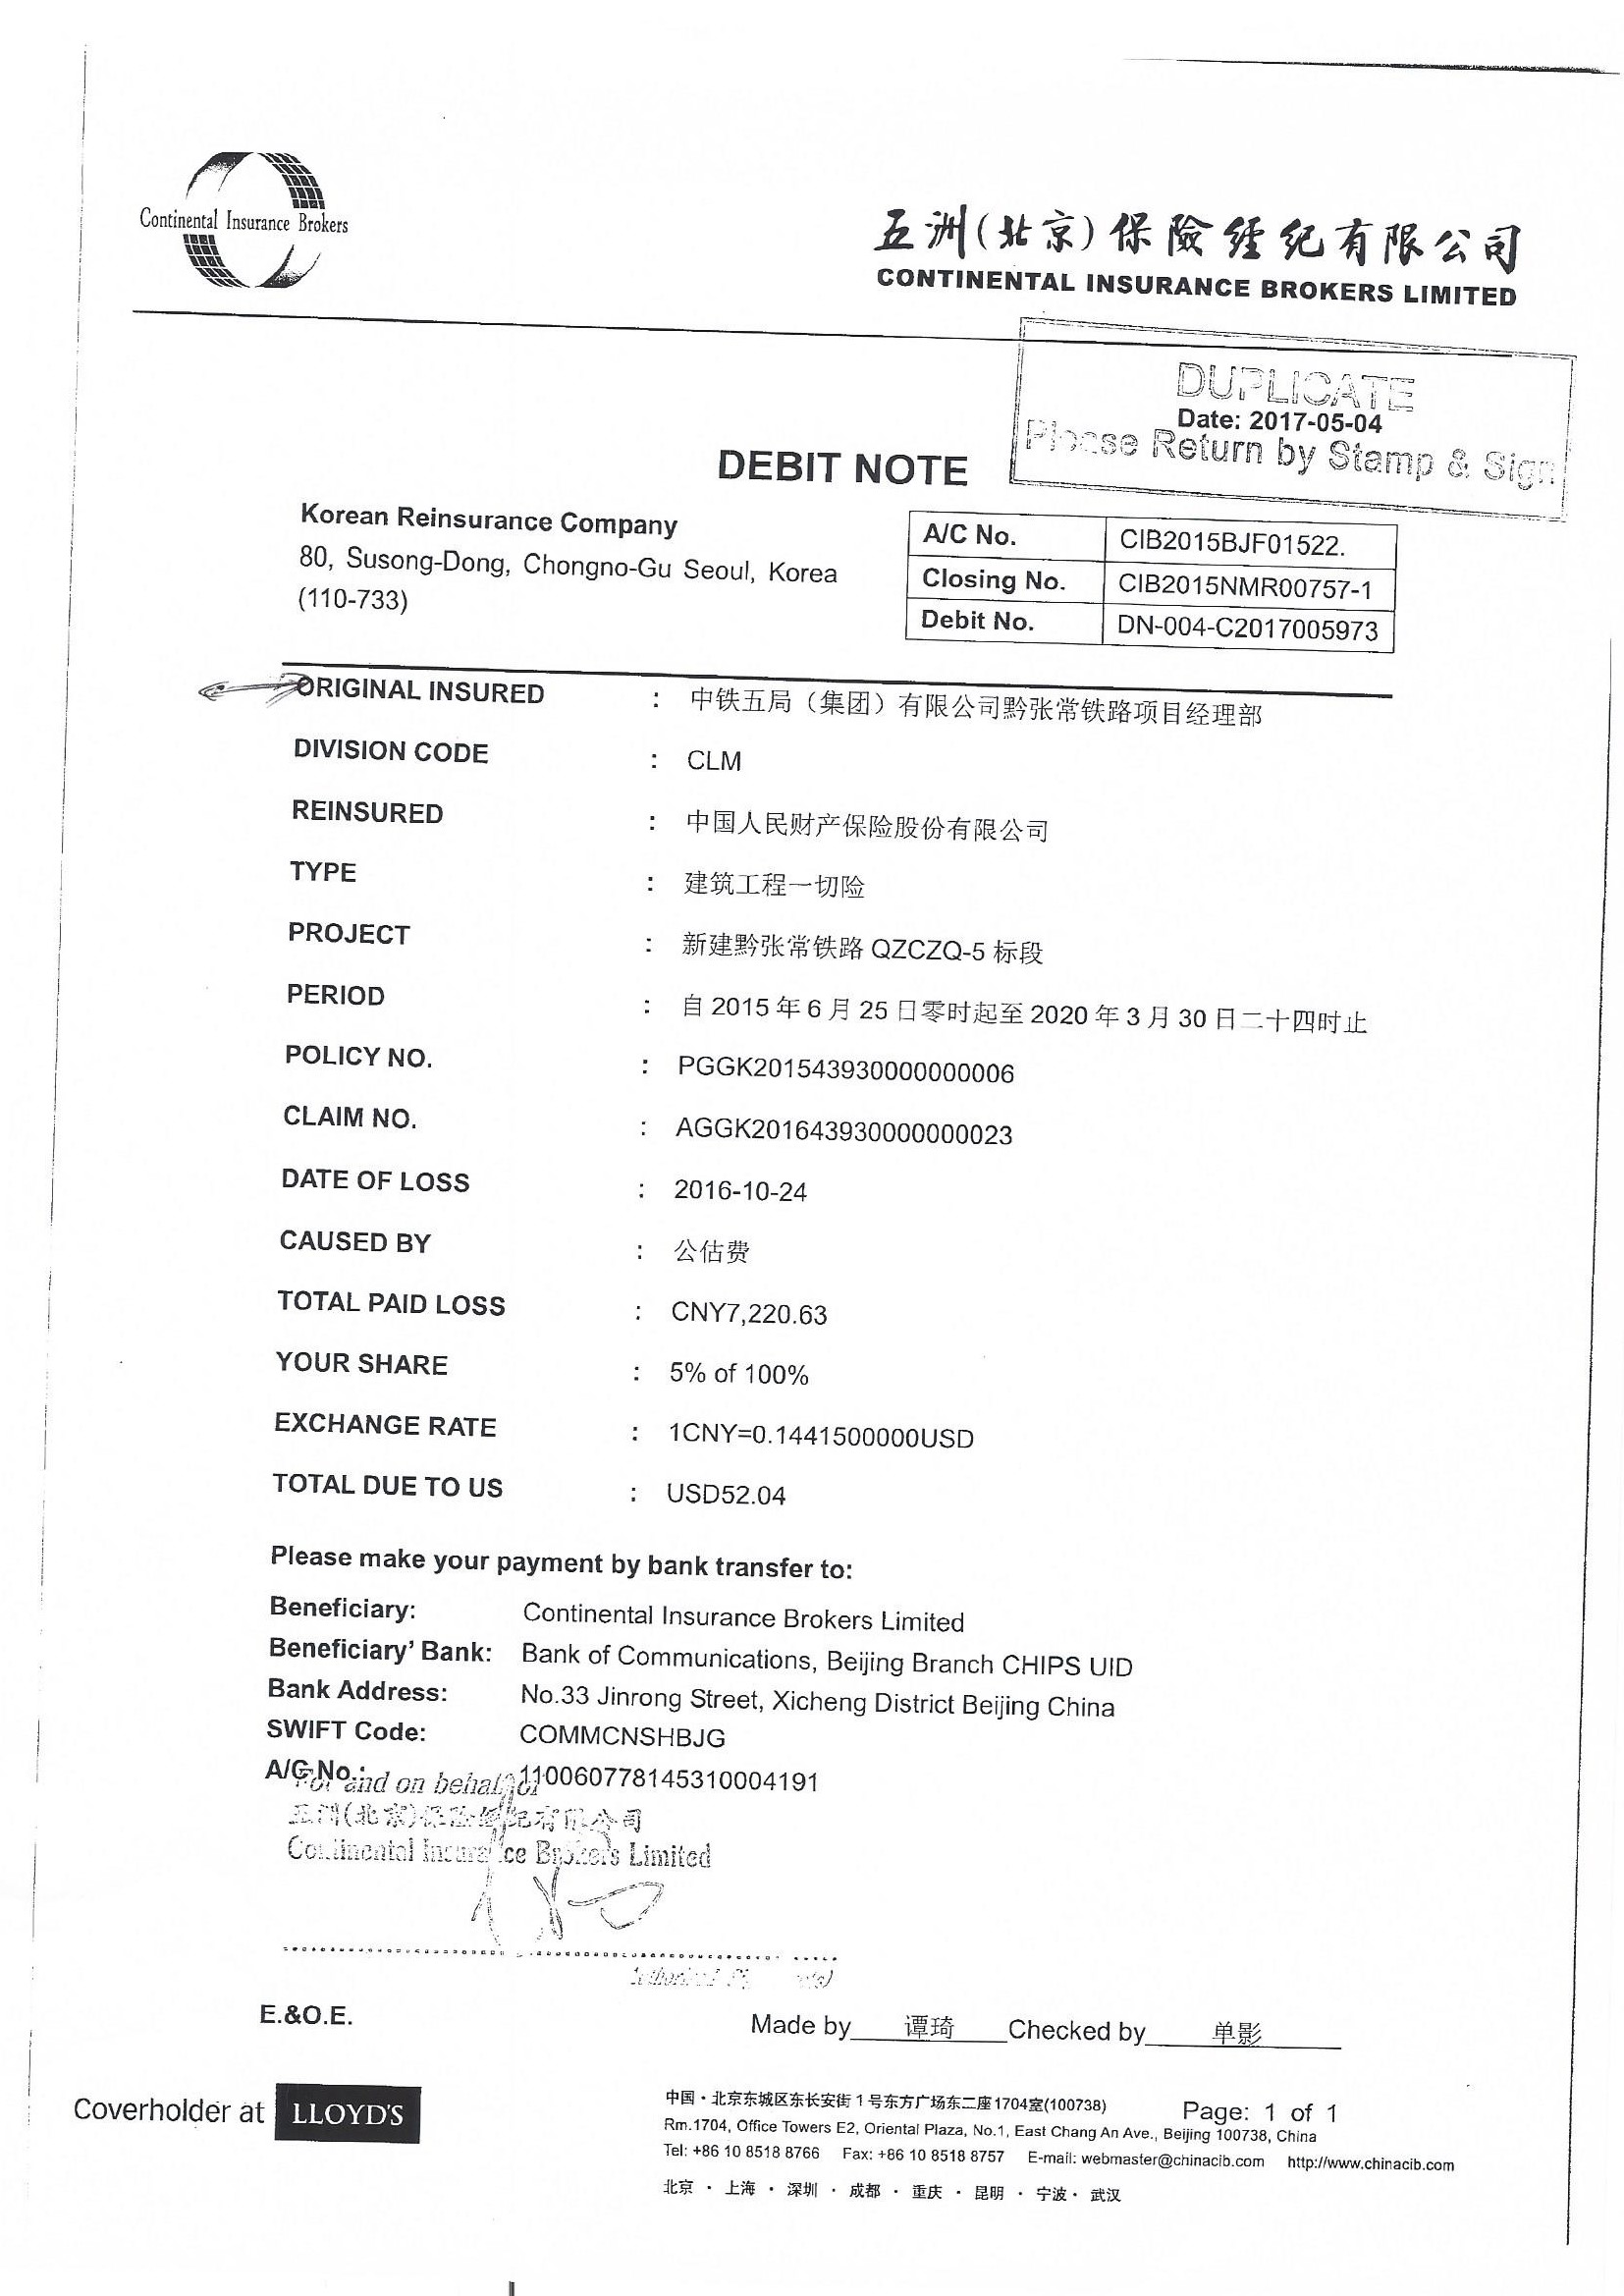 Continental Insurance Brokers
五洲(北京)保險經纪有限公司
CONTINENTAL INSURANCE BROKERS LIMITED
DUPLICATE
Date: 2017-05-04
Please Return by Stamp & Sign
DEBIT NOTE
Korean Reinsurance Company
80, Susong-Dong, Chongno-Gu Seoul, Korea
(110-733)
A/C No. CIB2015BJF01522.
Closing No. CIB2015NMR00757-1
Debit No. DN-004-C2017005973
ORIGINAL INSURED : 中铁五局（集团）有限公司黔张常铁路项目经理部
DIVISION CODE : CLM
REINSURED : 中国人民财产保险股份有限公司
TYPE : 建筑工程一切险
PROJECT : 新建黔张常铁路 QZCZQ-5 标段
PERIOD : 自 2015 年 6 月 25 日零时起至 2020 年 3 月 30 日二十四时止
POLICY NO. : PGGK201543930000000006
CLAIM NO. : AGGK201643930000000023
DATE OF LOSS : 2016-10-24
CAUSED BY : 公估费
TOTAL PAID LOSS : CNY7,220.63
YOUR SHARE : 5% of 100%
EXCHANGE RATE : 1CNY=0.1441500000USD
TOTAL DUE TO US : USD52.04
Please make your payment by bank transfer to:
Beneficiary: Continental Insurance Brokers Limited
Beneficiary' Bank: Bank of Communications, Beijing Branch CHIPS UID
Bank Address: No.33 Jinrong Street, Xicheng District Beijing China
SWIFT Code: COMMCNSHBJG
A/C No.: 110060778145310004191
For and on behalf of
五洲(北京)保险经纪有限公司
Continental Insurance Brokers Limited
E.&O.E.
Made by 谭琦 Checked by 单影
Coverholder at LLOYD'S
中国・北京东城区东长安街 1 号东方广场东二座1704室(100738)
Page: 1 of 1
Rm.1704, Office Towers E2, Oriental Plaza, No.1, East Chang An Ave., Beijing 100738, China
Tel: +86 10 8518 8766 Fax: +86 10 8518 8757 E-mail: webmaster@chinacib.com http://www.chinacib.com
北京 · 上海 · 深圳 · 成都 · 重庆 · 昆明 · 宁波 · 武汉